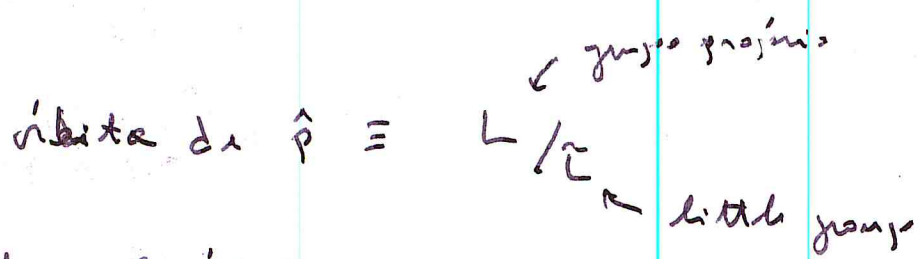 grupo próprio
órbita de p̂ ≡ L/τ
little group